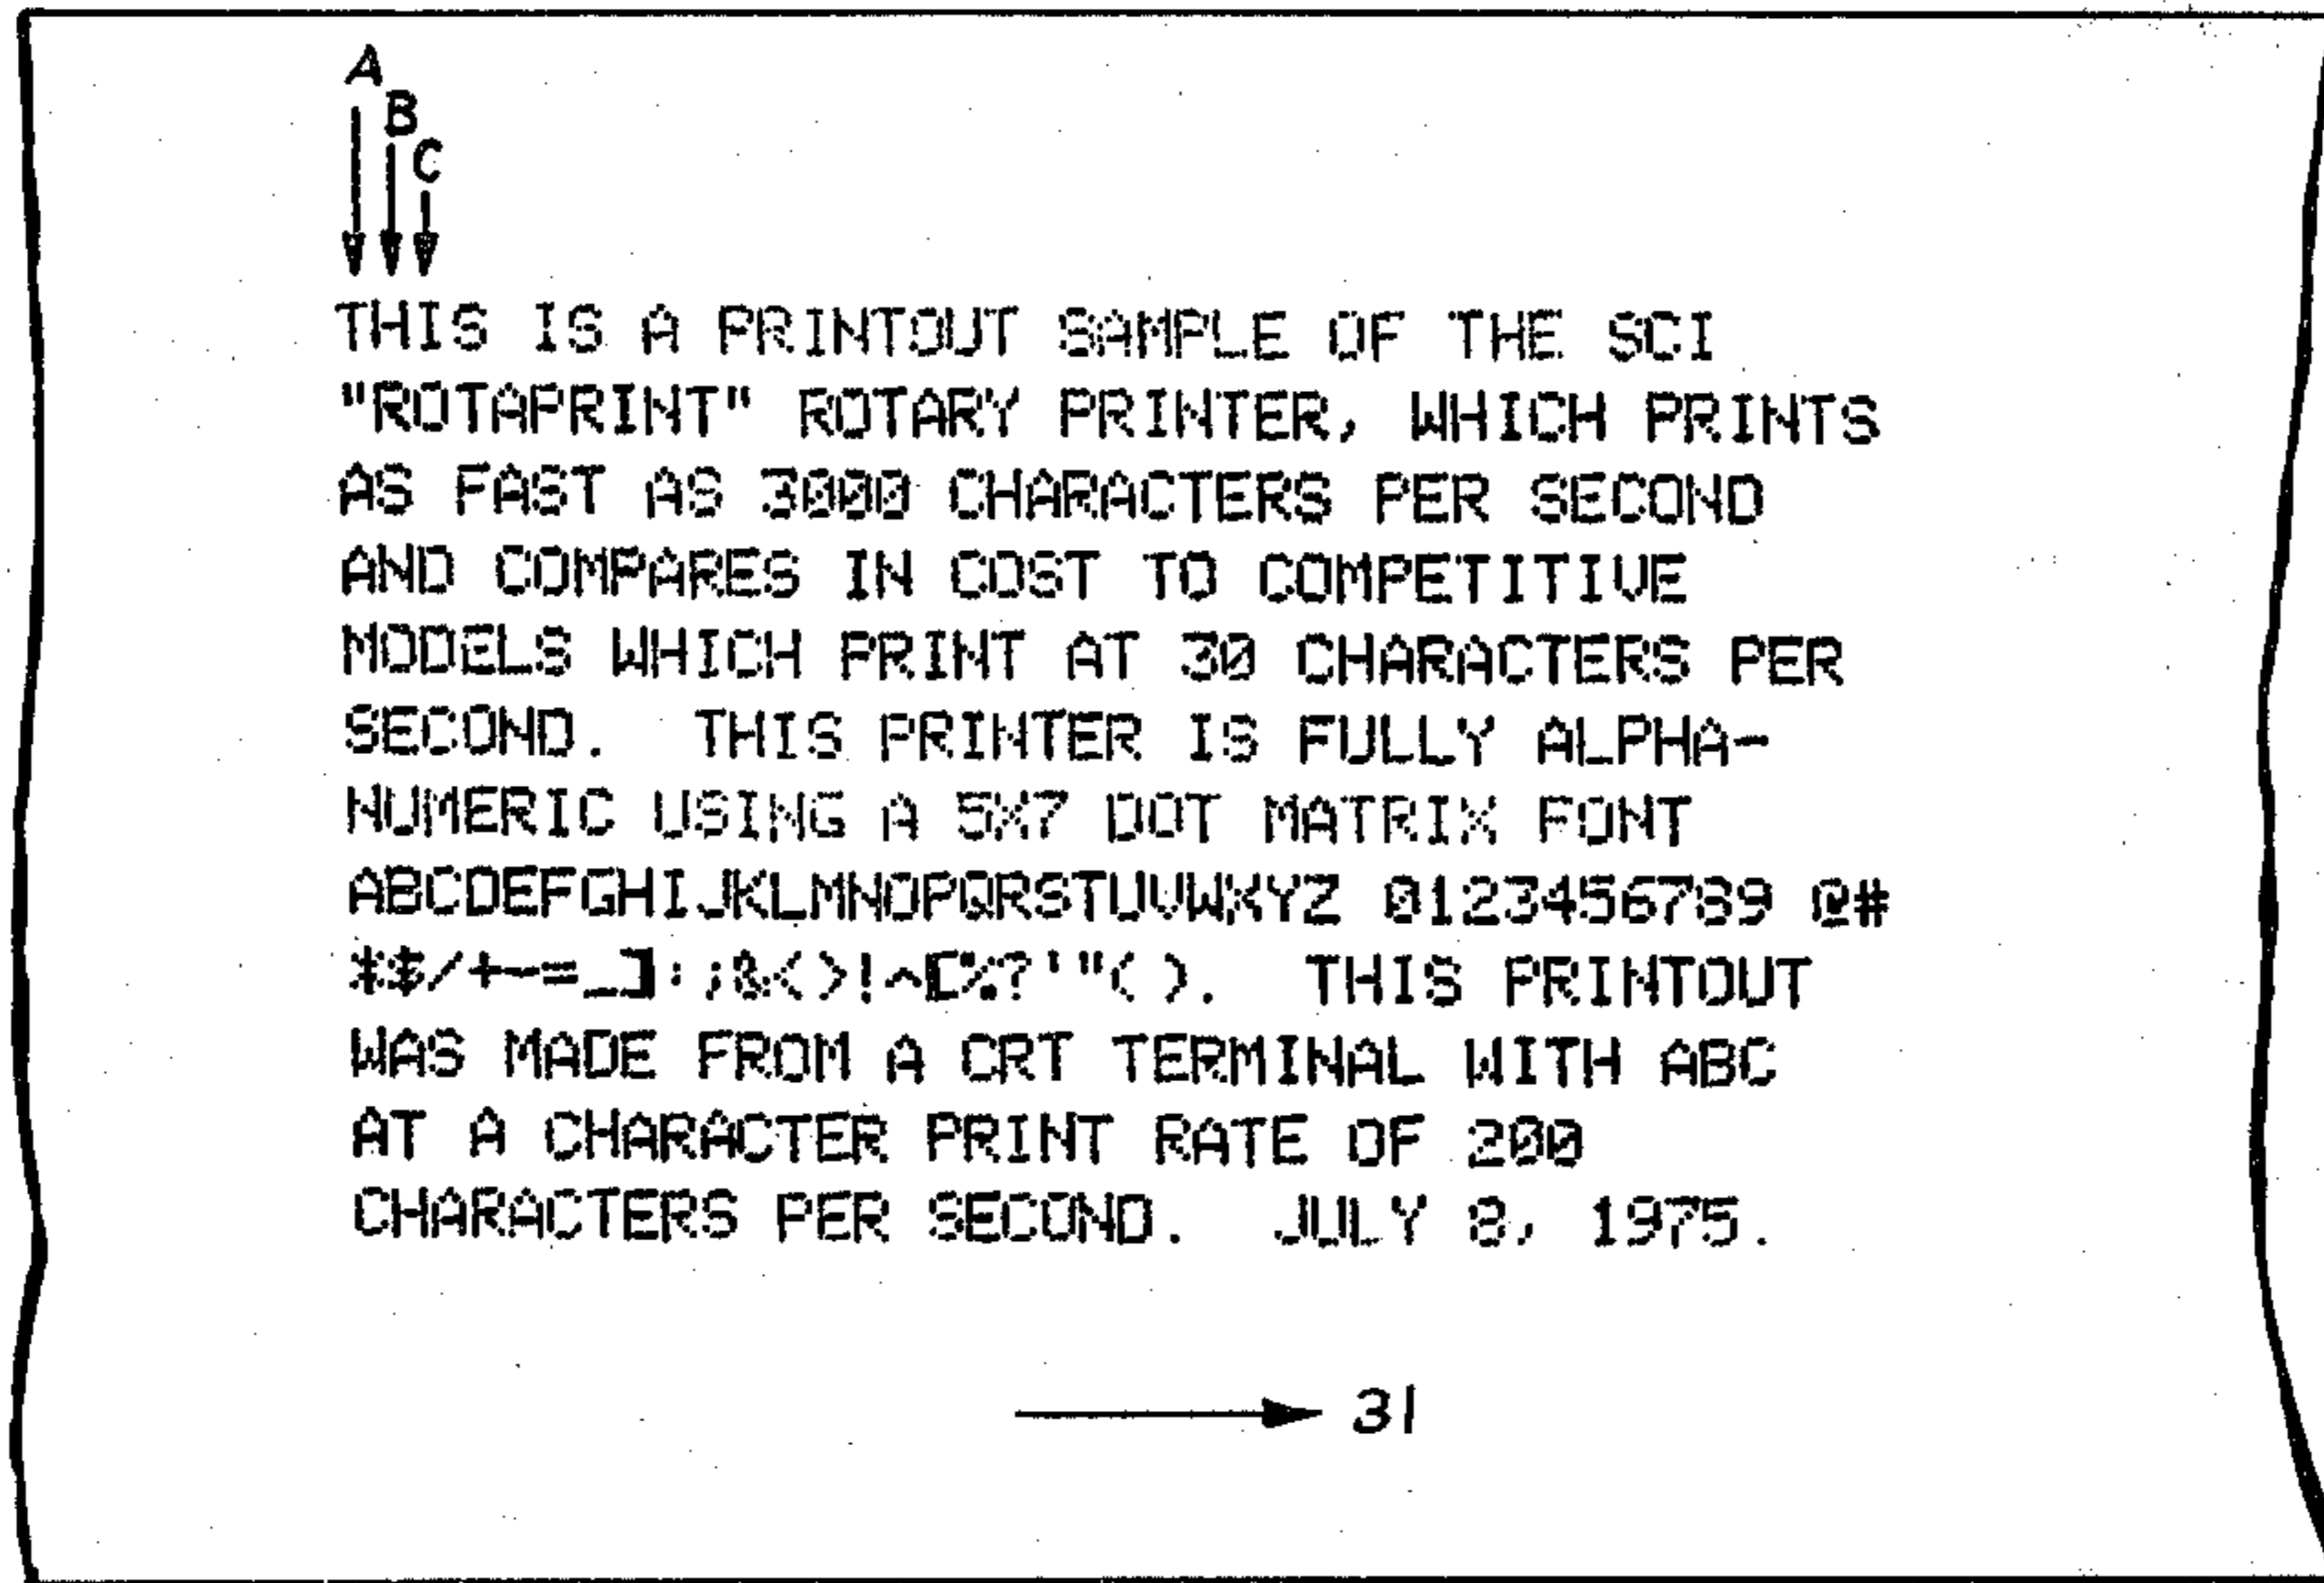 A
B
C
THIS IS A PRINTOUT SAMPLE OF THE SCI
"ROTAPRINT" ROTARY PRINTER, WHICH PRINTS
AS FAST AS 3000 CHARACTERS PER SECOND
AND COMPARES IN COST TO COMPETITIVE
MODELS WHICH PRINT AT 30 CHARACTERS PER
SECOND.  THIS PRINTER IS FULLY ALPHA-
NUMERIC USING A 5X7 DOT MATRIX FONT
ABCDEFGHIJKLMNOPQRSTUVWXYZ 0123456789 @#
*$/+-=_]:;&<>!^[%?'"().  THIS PRINTOUT
WAS MADE FROM A CRT TERMINAL WITH ABC
AT A CHARACTER PRINT RATE OF 200
CHARACTERS PER SECOND.  JULY 8, 1975.
31